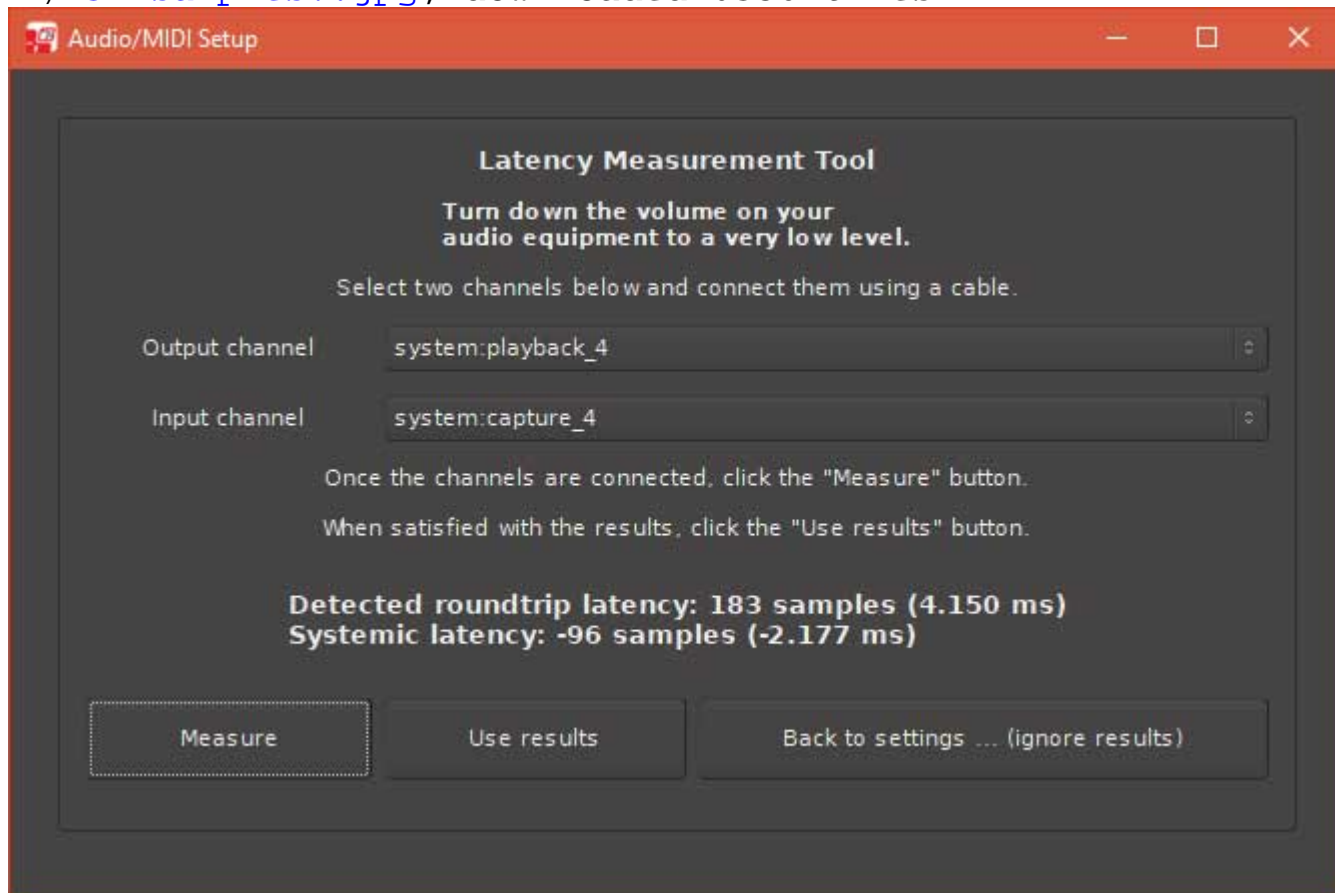 Audio/MIDI Setup
Latency Measurement Tool
Turn down the volume on your
audio equipment to a very low level.
Select two channels below and connect them using a cable.
Output channel system:playback_4
Input channel system:capture_4
Once the channels are connected, click the "Measure" button.
When satisfied with the results, click the "Use results" button.
Detected roundtrip latency: 183 samples (4.150 ms)
Systemic latency: -96 samples (-2.177 ms)
Measure Use results Back to settings ... (ignore results)